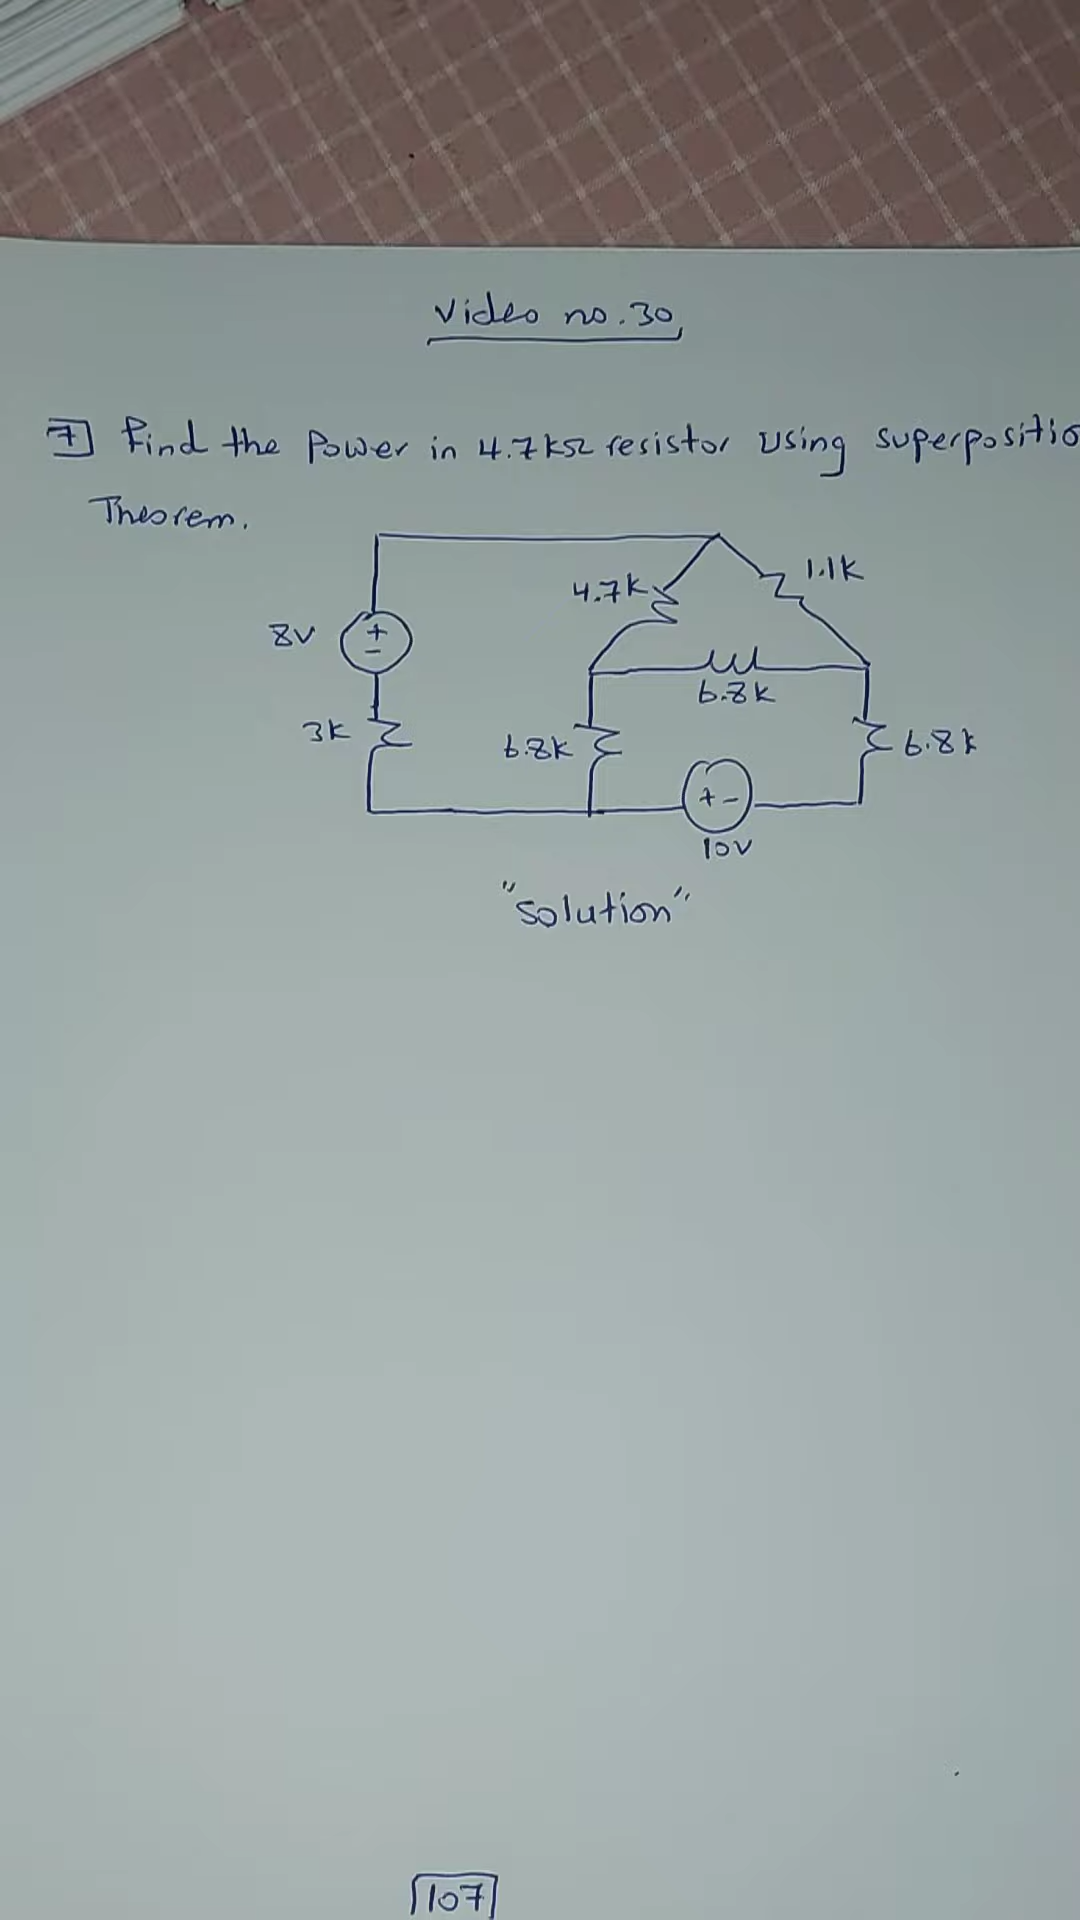 Video no.30
7 Find the Power in 4.7kΩ resistor using superpositio
Theorem.
4.7k
1.1k
8V
+
-
6.8k
3k
6.8k
6.8k
+ -
10V
"solution"
107